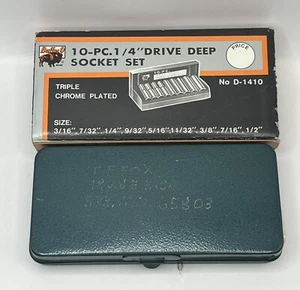 10-PC. 1/4" DRIVE DEEP
SOCKET SET
PRICE
TRIPLE
CHROME PLATED
No D-1410
SIZE:
3/16", 7/32", 1/4", 9/32", 5/16", 11/32", 3/8", 7/16", 1/2"